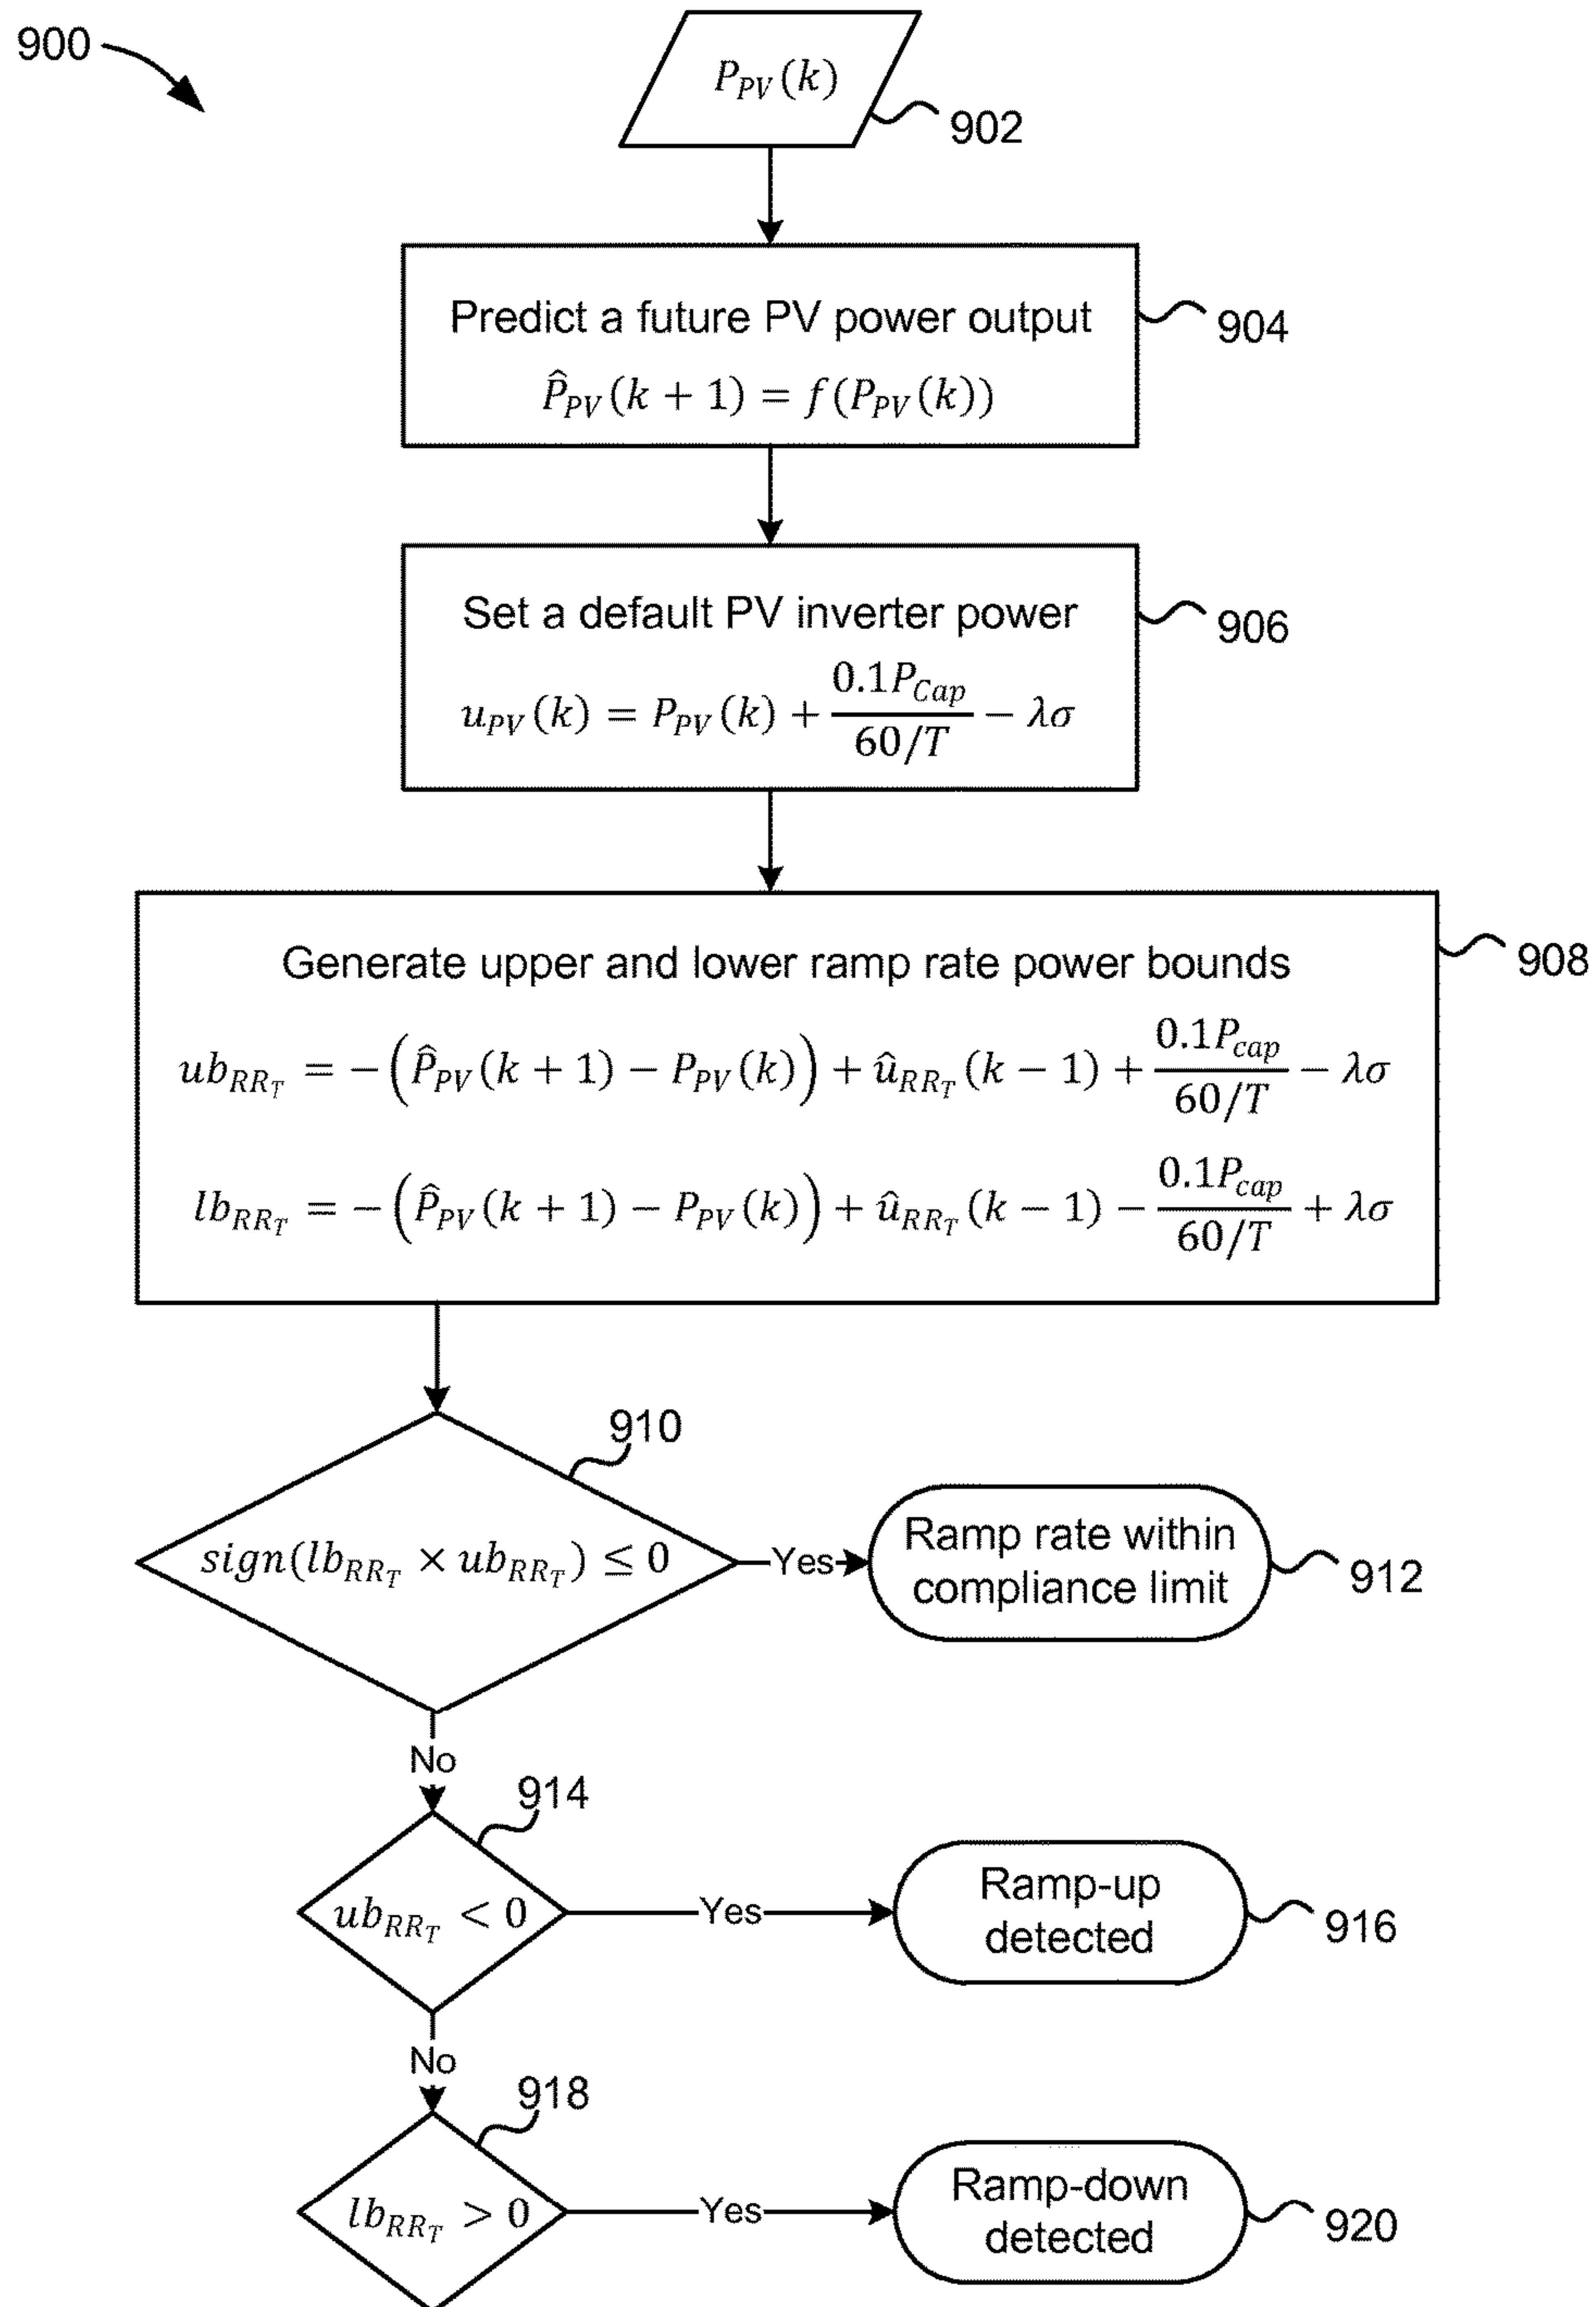 900
P_PV(k)
902
Predict a future PV power output
P̂_PV(k + 1) = f(P_PV(k))
904
Set a default PV inverter power
u_PV(k) = P_PV(k) + 0.1P_Cap / (60/T) − λσ
906
Generate upper and lower ramp rate power bounds
908
ub_RR_T = −(P̂_PV(k + 1) − P_PV(k)) + û_RR_T(k − 1) + 0.1P_cap / (60/T) − λσ
lb_RR_T = −(P̂_PV(k + 1) − P_PV(k)) + û_RR_T(k − 1) − 0.1P_cap / (60/T) + λσ
910
sign(lb_RR_T × ub_RR_T) ≤ 0
Yes
Ramp rate within
compliance limit
912
No
914
ub_RR_T < 0
Yes
Ramp-up
detected
916
No
918
lb_RR_T > 0
Yes
Ramp-down
detected
920